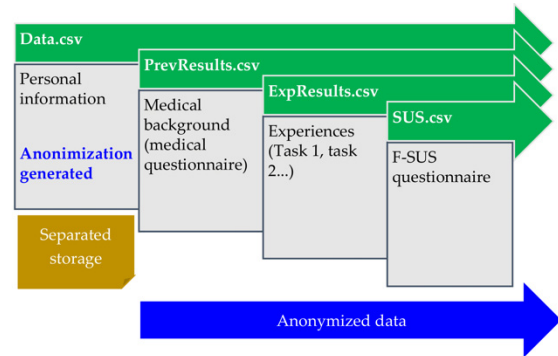 Data.csv
Personal
information
Anonimization
generated
Separated
storage
PrevResults.csv
Medical
background
(medical
questionnaire)
ExpResults.csv
Experiences
(Task 1, task
2...)
SUS.csv
F-SUS
questionnaire
Anonymized data